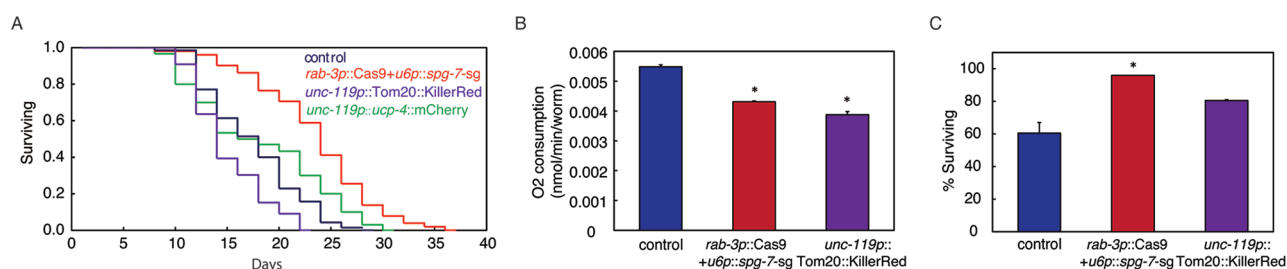 A
Surviving
1.0
0.8
0.6
0.4
0.2
0.0
0
5
10
15
20
25
30
35
40
Days
control
rab-3p::Cas9+u6p::spg-7-sg
unc-119p::Tom20::KillerRed
unc-119p::ucp-4::mCherry
B
O2 consumption
(nmol/min/worm)
0.006
0.005
0.004
0.003
0.002
0.001
0
*
*
control
rab-3p::Cas9
+u6p::spg-7-sg
unc-119p::
Tom20::KillerRed
C
% Surviving
100
80
60
40
20
0
*
control
rab-3p::Cas9
+u6p::spg-7-sg
unc-119p::
Tom20::KillerRed